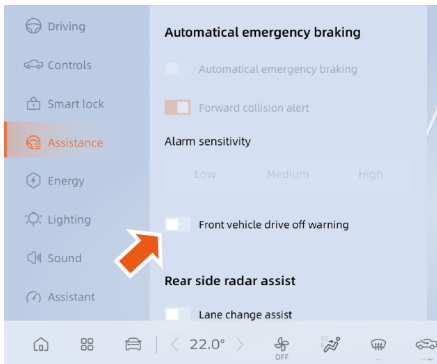 Driving
Controls
Smart lock
Assistance
Energy
Lighting
Sound
Assistant
Automatical emergency braking
Automatical emergency braking
Forward collision alert
Alarm sensitivity
Low Medium High
Front vehicle drive off warning
Rear side radar assist
Lane change assist
22.0°
OFF